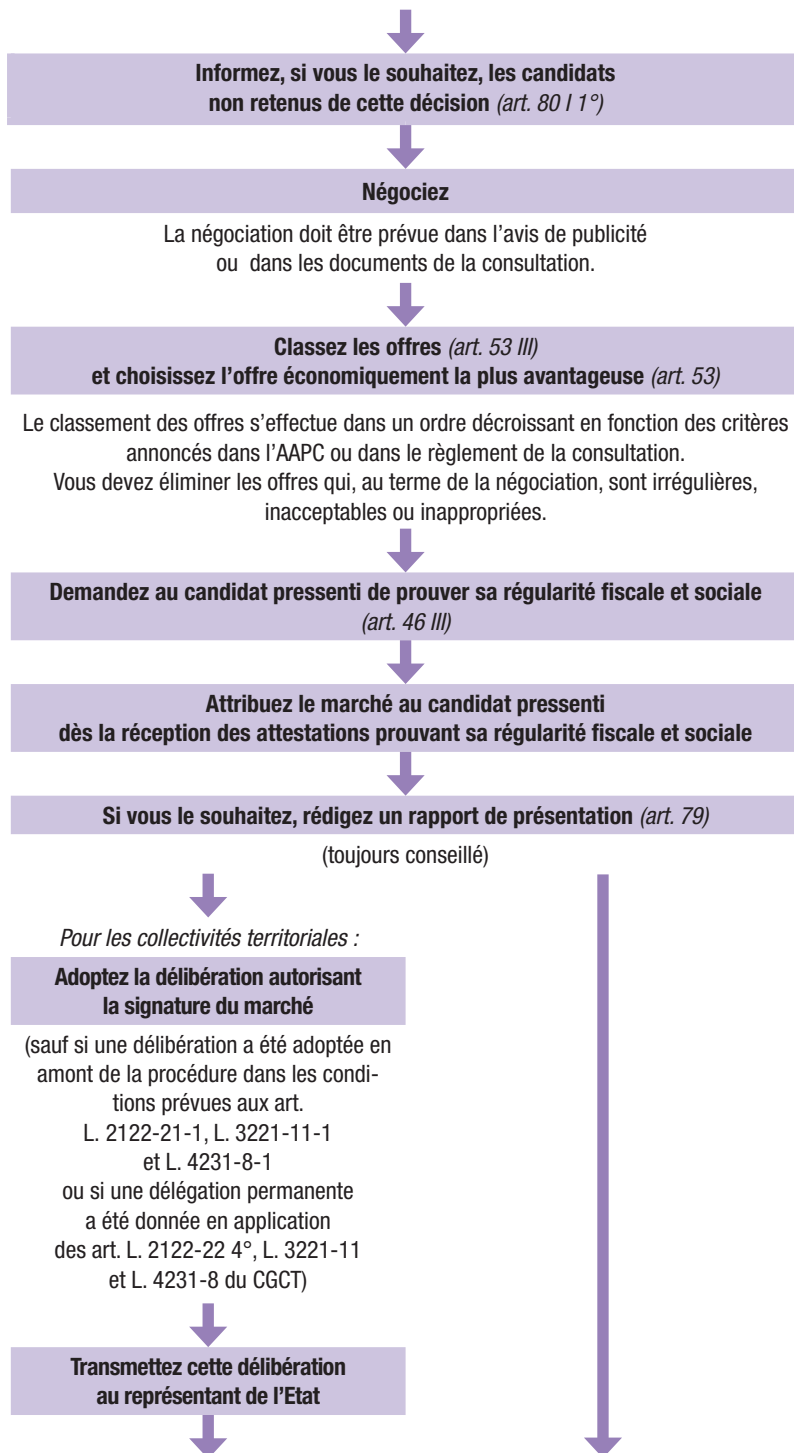 Informez, si vous le souhaitez, les candidats
non retenus de cette décision (art. 80 I 1°)
Négociez
La négociation doit être prévue dans l’avis de publicité
ou dans les documents de la consultation.
Classez les offres (art. 53 III)
et choisissez l’offre économiquement la plus avantageuse (art. 53)
Le classement des offres s’effectue dans un ordre décroissant en fonction des critères
annoncés dans l’AAPC ou dans le règlement de la consultation.
Vous devez éliminer les offres qui, au terme de la négociation, sont irrégulières,
inacceptables ou inappropriées.
Demandez au candidat pressenti de prouver sa régularité fiscale et sociale
(art. 46 III)
Attribuez le marché au candidat pressenti
dès la réception des attestations prouvant sa régularité fiscale et sociale
Si vous le souhaitez, rédigez un rapport de présentation (art. 79)
(toujours conseillé)
Pour les collectivités territoriales :
Adoptez la délibération autorisant
la signature du marché
(sauf si une délibération a été adoptée en
amont de la procédure dans les condi-
tions prévues aux art.
L. 2122-21-1, L. 3221-11-1
et L. 4231-8-1
ou si une délégation permanente
a été donnée en application
des art. L. 2122-22 4°, L. 3221-11
et L. 4231-8 du CGCT)
Transmettez cette délibération
au représentant de l’Etat